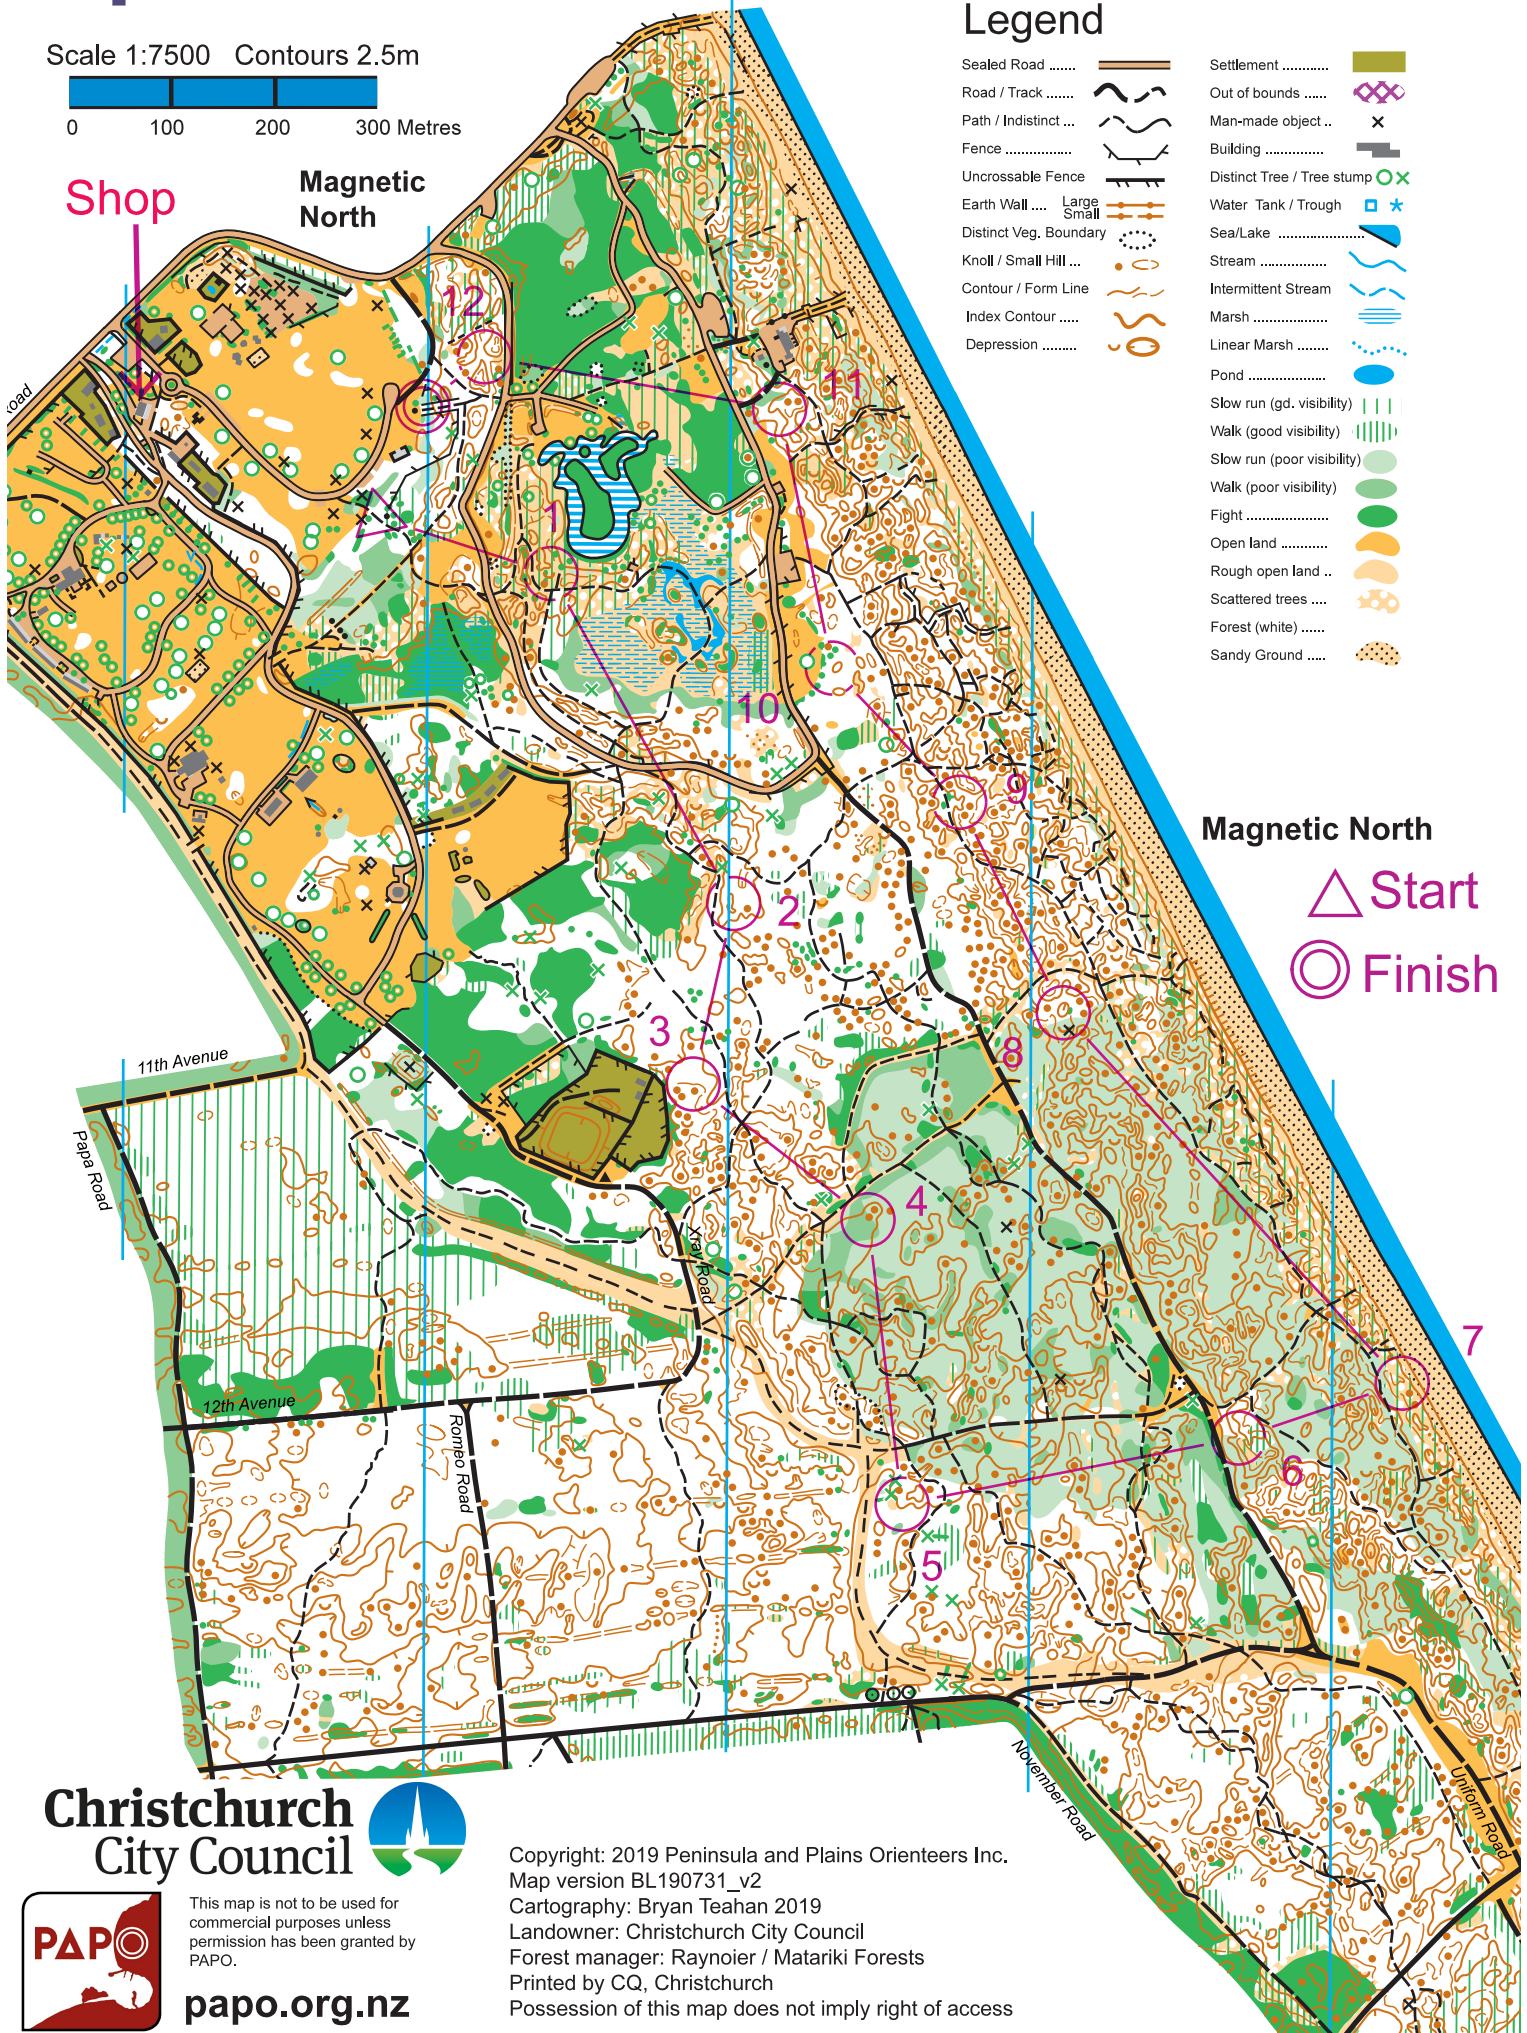 Scale 1:7500 Contours 2.5m
0 100 200 300 Metres
Shop
Magnetic
North
Legend
Sealed Road ......
Road / Track ......
Path / Indistinct ...
Fence ................
Uncrossable Fence
Earth Wall .... Large
Small
Distinct Veg. Boundary
Knoll / Small Hill ...
Contour / Form Line
Index Contour ....
Depression ........
Settlement ...........
Out of bounds .....
Man-made object ..
Building ..............
Distinct Tree / Tree stump
Water Tank / Trough
Sea/Lake
Stream ................
Intermittent Stream
Marsh ..................
Linear Marsh .......
Pond ....................
Slow run (gd. visibility)
Walk (good visibility)
Slow run (poor visibility)
Walk (poor visibility)
Fight ....................
Open land ...........
Rough open land ..
Scattered trees ....
Forest (white) .....
Sandy Ground .....
12
11
1
10
9
2
3
8
4
7
6
5
Magnetic North
Start
Finish
11th Avenue
Papa Road
Xray Road
12th Avenue
Romeo Road
November Road
Uniform Road
Christchurch
City Council
PAPO
This map is not to be used for
commercial purposes unless
permission has been granted by
PAPO.
papo.org.nz
Copyright: 2019 Peninsula and Plains Orienteers Inc.
Map version BL190731_v2
Cartography: Bryan Teahan 2019
Landowner: Christchurch City Council
Forest manager: Raynoier / Matariki Forests
Printed by CQ, Christchurch
Possession of this map does not imply right of access